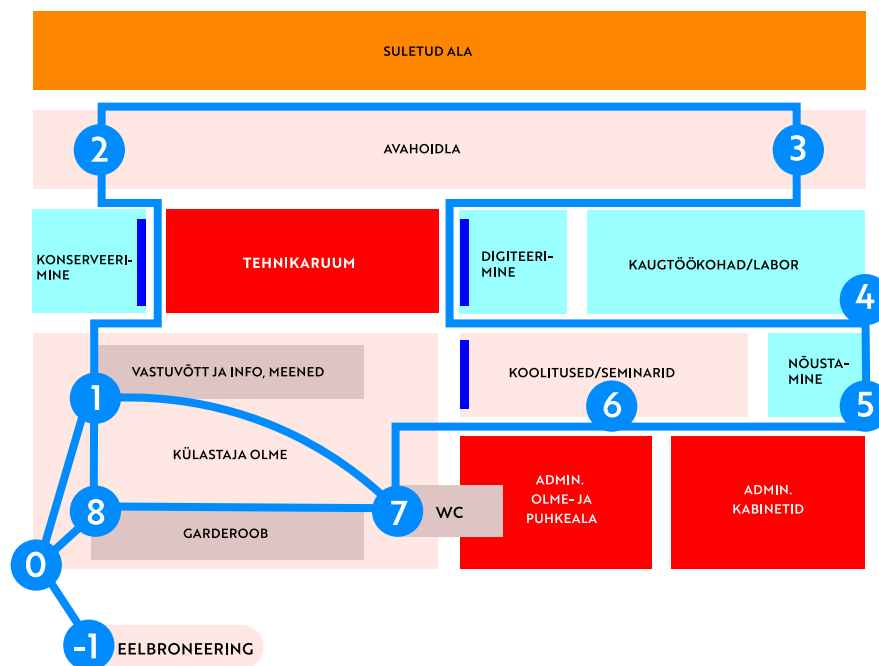 SULETUD ALA
2
AVAHOIDLA
3
KONSERVEERI-
MINE
TEHNIKARUUM
DIGITEERI-
MINE
KAUGTÖÖKOHAD/LABOR
4
VASTUVÕTT JA INFO, MEENED
1
KOOLITUSED/SEMINARID
6
NÕUSTA-
MINE
5
KÜLASTAJA OLME
8
GARDEROOB
7
WC
ADMIN.
OLME- JA
PUHKEALA
ADMIN.
KABINETID
0
-1
EELBRONEERING